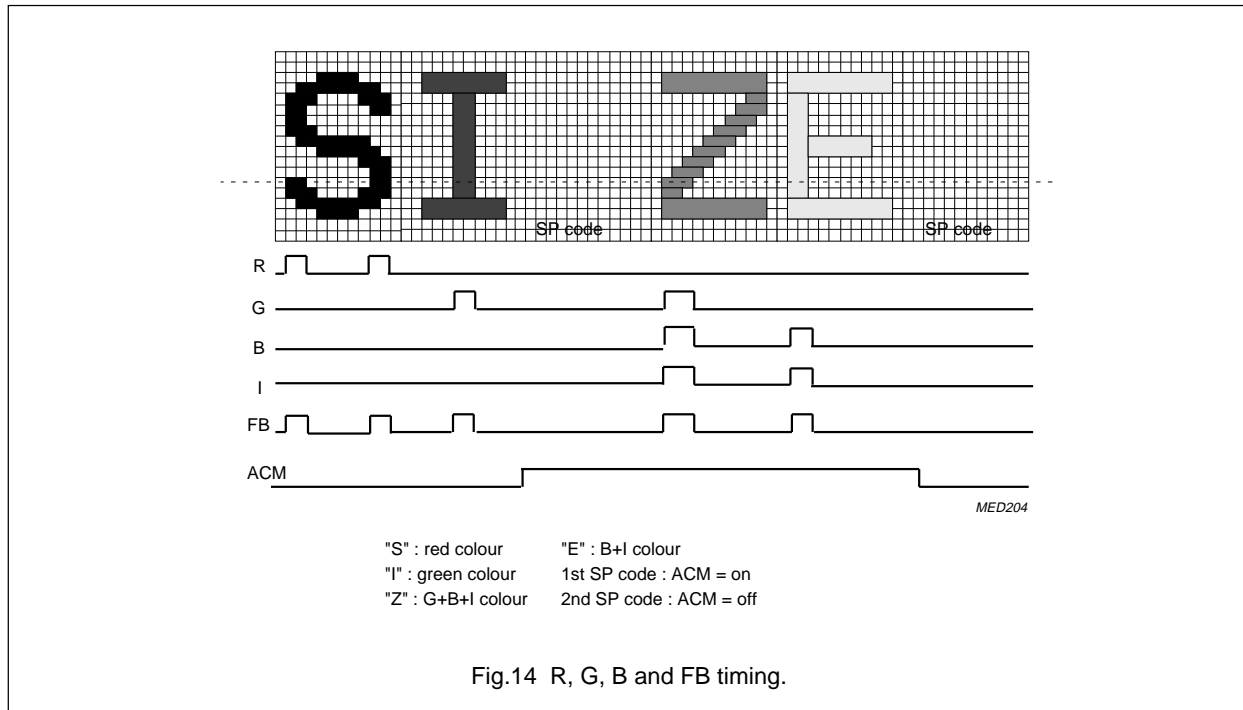 SIZE
SP code SP code
R
G
B
I
FB
ACM
MED204
"S" : red colour "E" : B+I colour
"I" : green colour 1st SP code : ACM = on
"Z" : G+B+I colour 2nd SP code : ACM = off
Fig.14 R, G, B and FB timing.